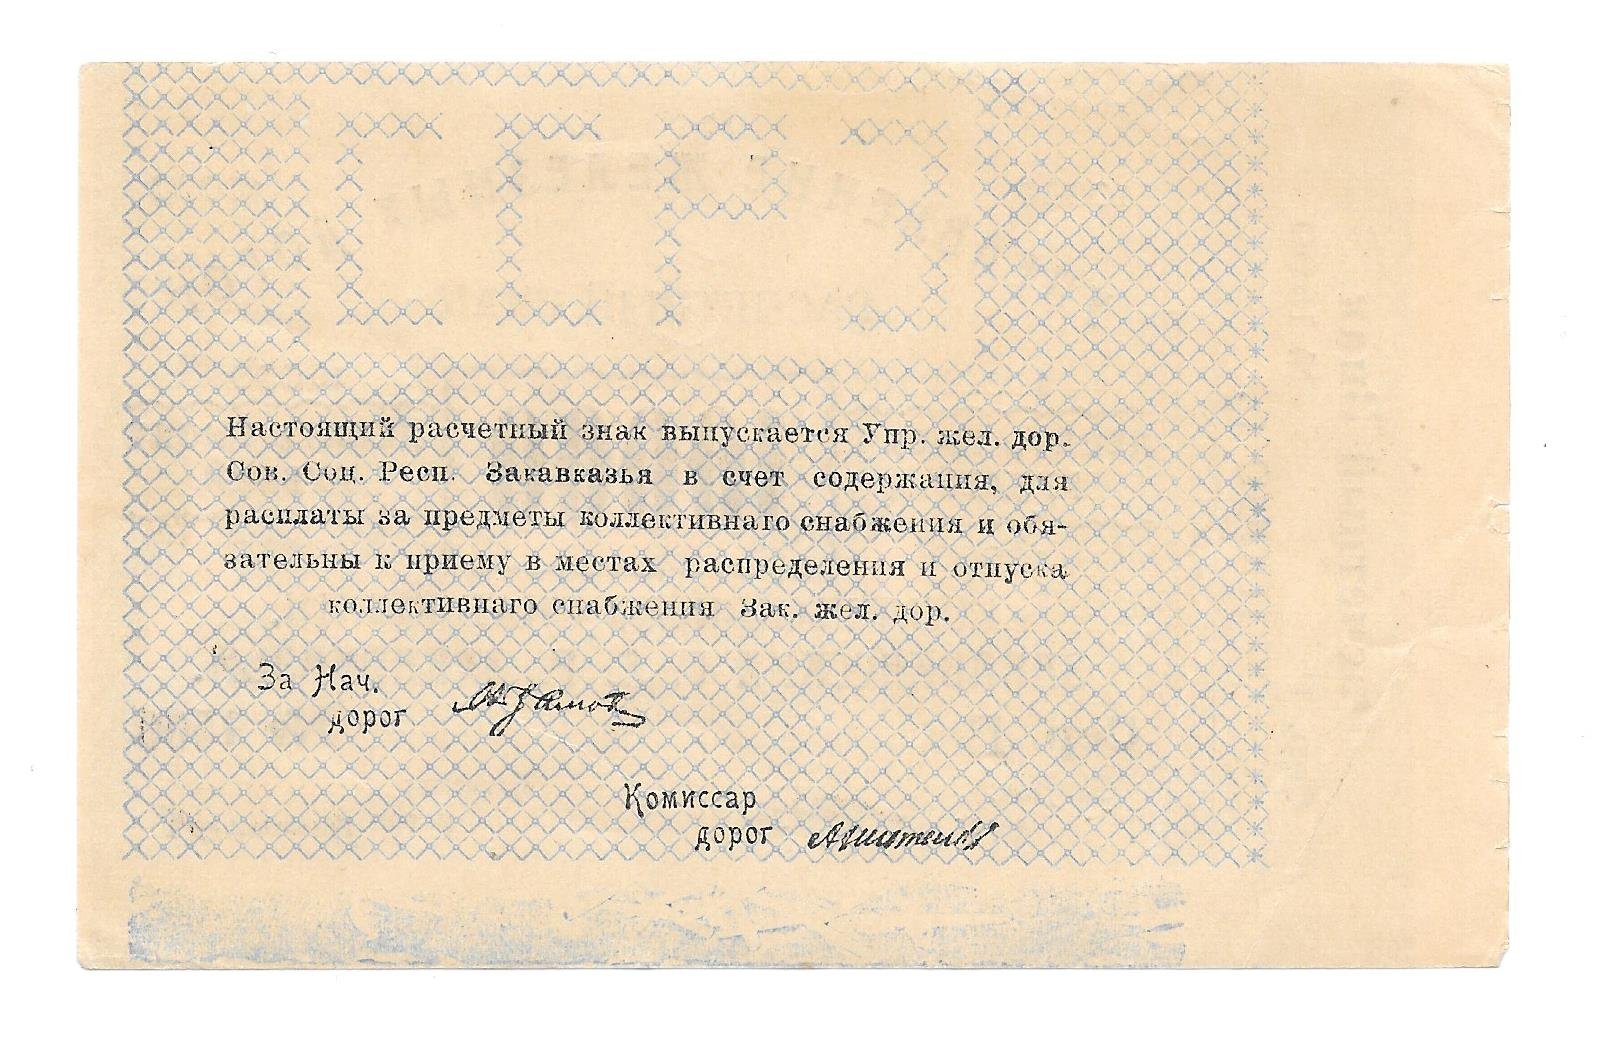 ССРЗ
Настоящий расчетный знак выпускается Упр. жел. дор.
Сов. Соц. Респ. Закавказья в счет содержания, для
расплаты за предметы коллективнаго снабжения и обя-
зательны к приему в местах распределения и отпуска
коллективнаго снабжения Зак. жел. дор.
За Нач.
дорог
Комиссар
дорог